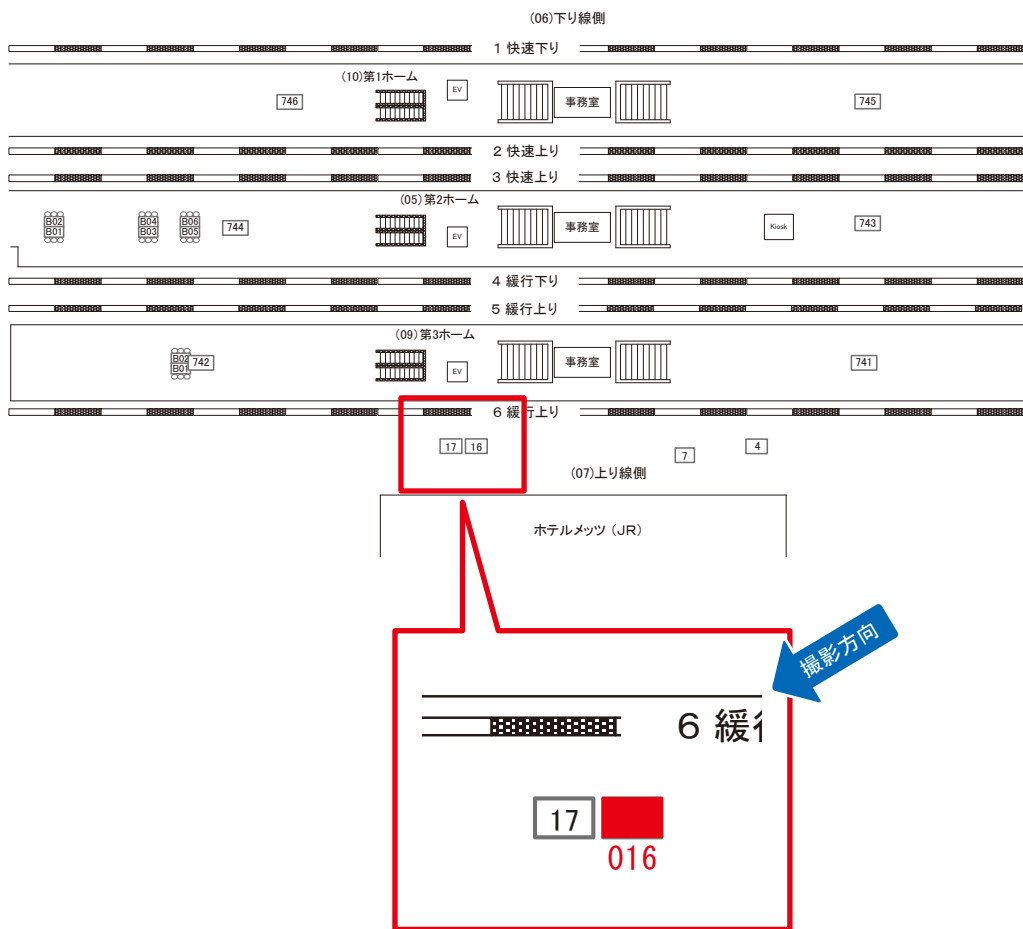 (06)下り線側
1 快速下り
(10)第1ホーム
EV
事務室
746
745
2 快速上り
3 快速上り
(05)第2ホーム
B02
B01
B04
B03
B06
B05
744
EV
事務室
Kiosk
743
4 緩行下り
5 緩行上り
(09)第3ホーム
B02
B01
742
EV
事務室
741
6 緩行上り
17
16
7
4
(07)上り線側
ホテルメッツ（JR）
撮影方向
6 緩行
17
016